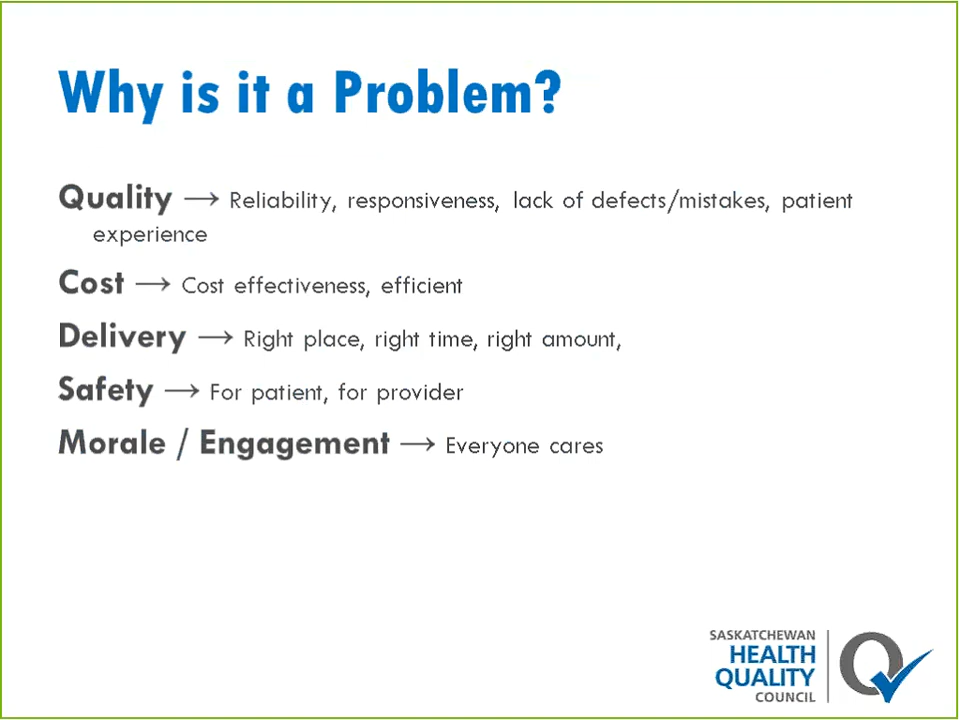 Why is it a Problem?
Quality → Reliability, responsiveness, lack of defects/mistakes, patient
experience
Cost → Cost effectiveness, efficient
Delivery → Right place, right time, right amount,
Safety → For patient, for provider
Morale / Engagement → Everyone cares
SASKATCHEWAN
HEALTH
QUALITY
COUNCIL